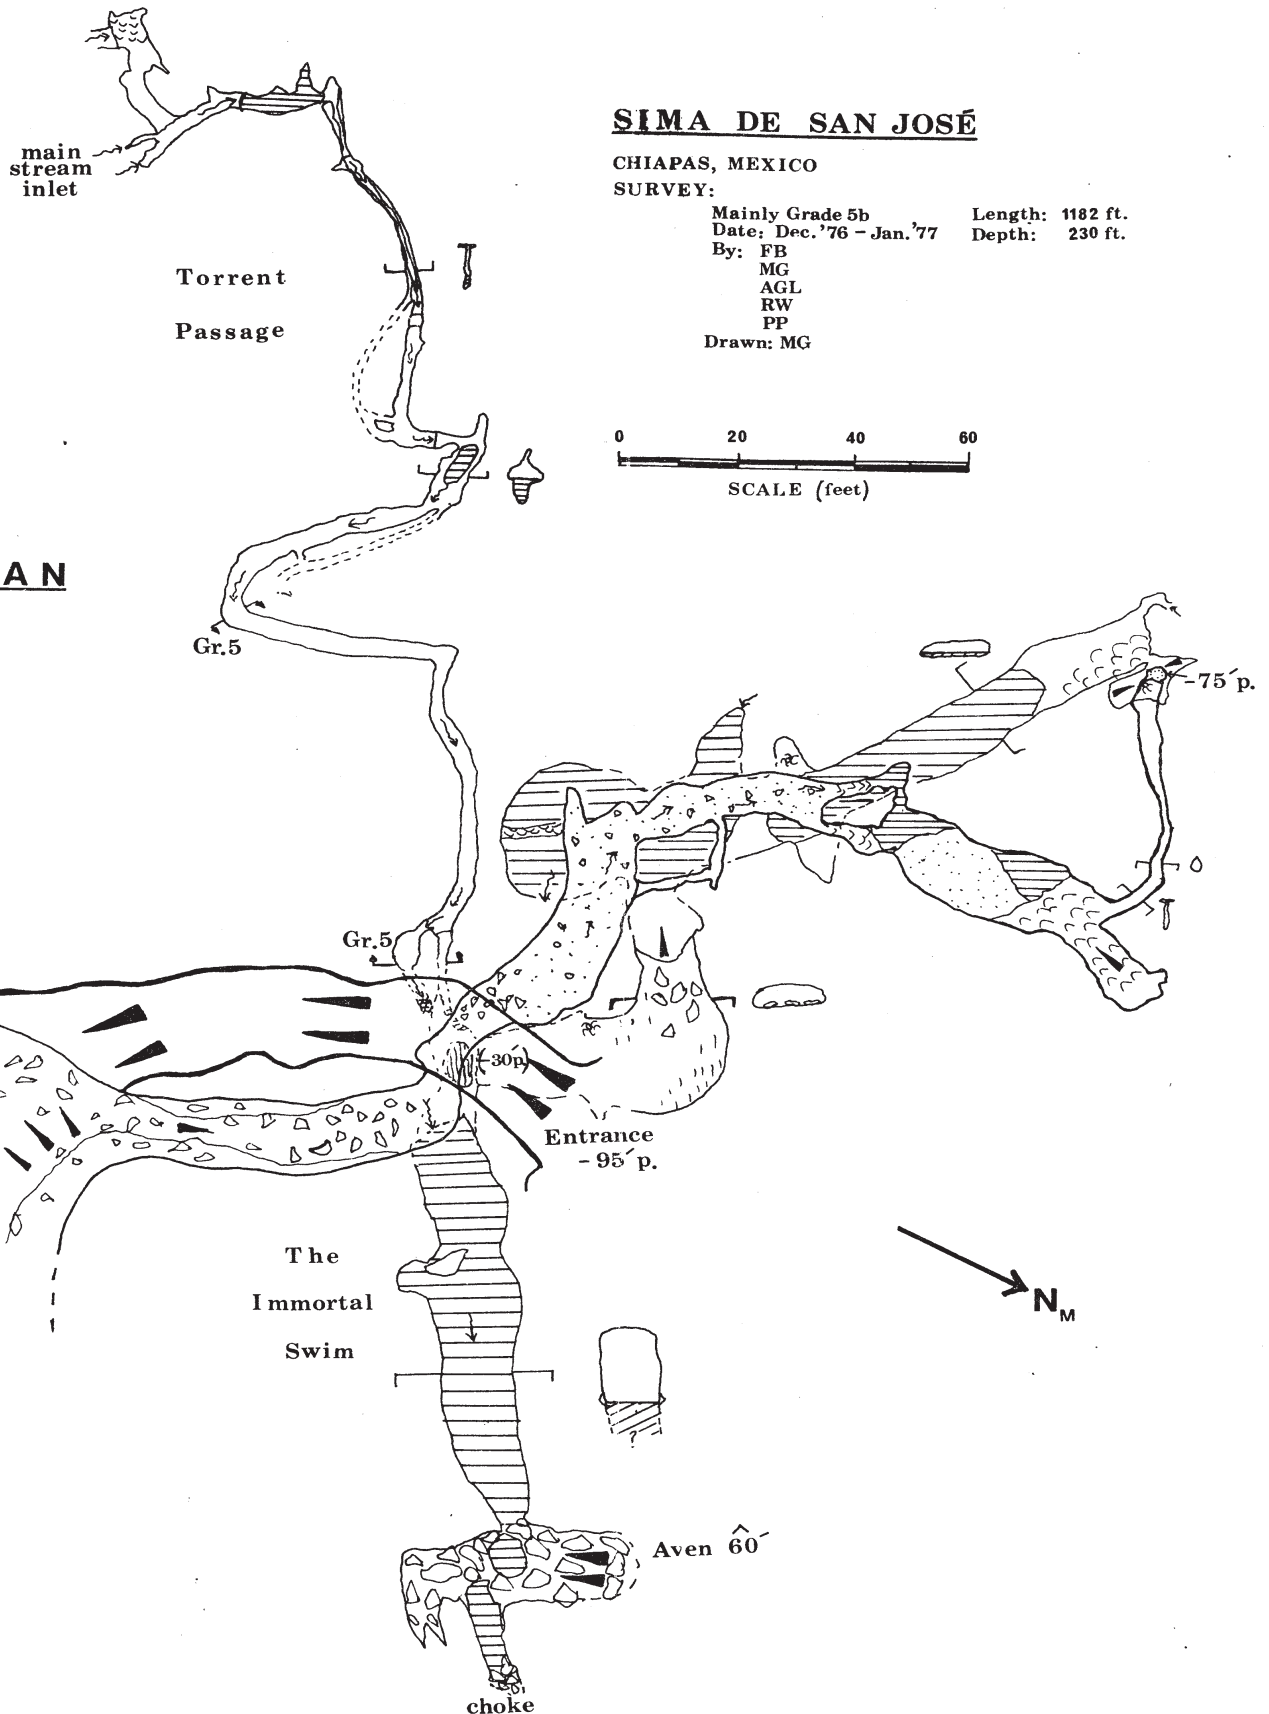 SIMA DE SAN JOSÉ
CHIAPAS, MEXICO
SURVEY:
Mainly Grade 5b Length: 1182 ft.
Date: Dec. '76 - Jan. '77 Depth: 230 ft.
By: FB
MG
AGL
RW
PP
Drawn: MG
main
stream
inlet
Torrent
Passage
0 20 40 60
SCALE (feet)
AN
Gr.5
-75´p.
Gr.5
(-30p.)
Entrance
-95´p.
The
Immortal
Swim
?
N M
Aven 60´
choke